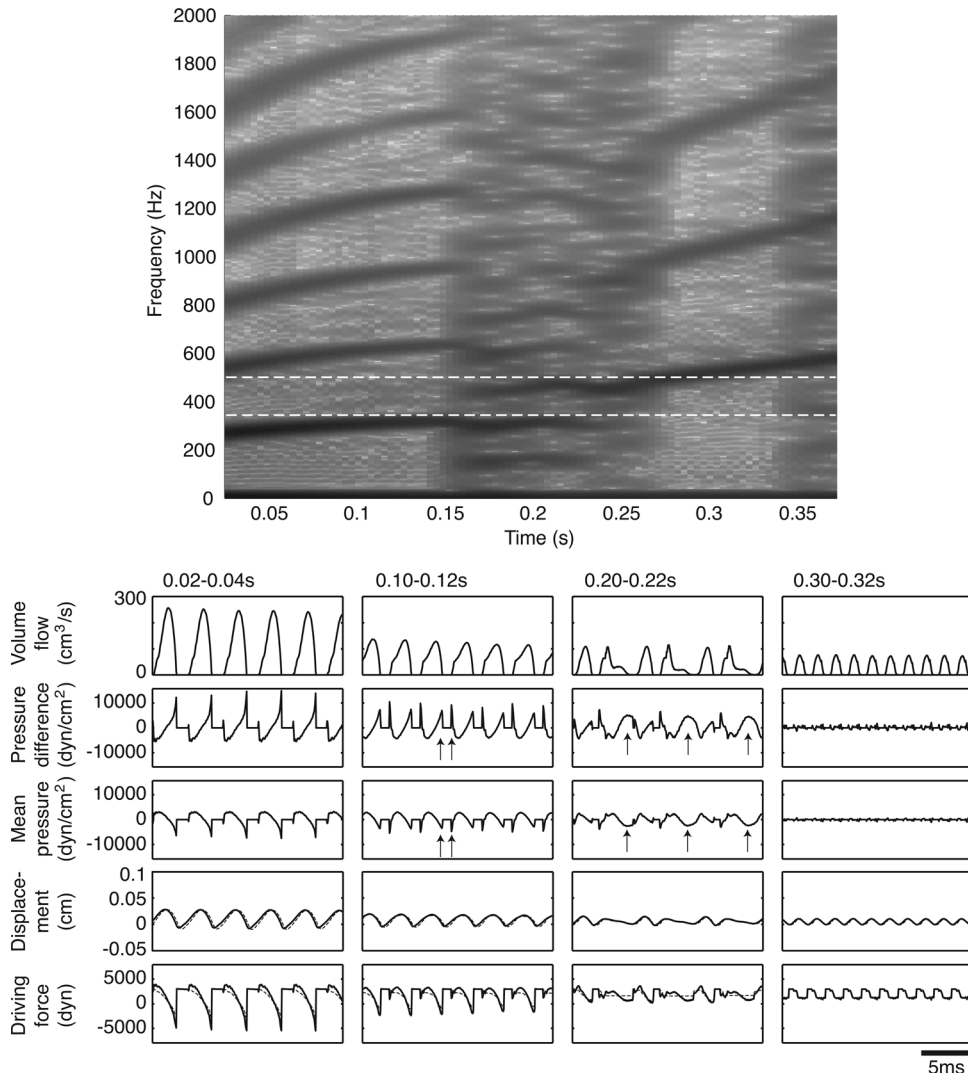 2000
1800
1600
1400
1200
1000
800
600
400
200
0
Frequency (Hz)
0.05
0.1
0.15
0.2
0.25
0.3
0.35
Time (s)
0.02-0.04s
0.10-0.12s
0.20-0.22s
0.30-0.32s
Volume
flow
(cm³/s)
300
0
Pressure
difference
(dyn/cm²)
10000
0
-10000
Mean
pressure
(dyn/cm²)
10000
0
-10000
Displace-
ment
(cm)
0.1
0.05
0
-0.05
Driving
force
(dyn)
5000
0
-5000
5ms